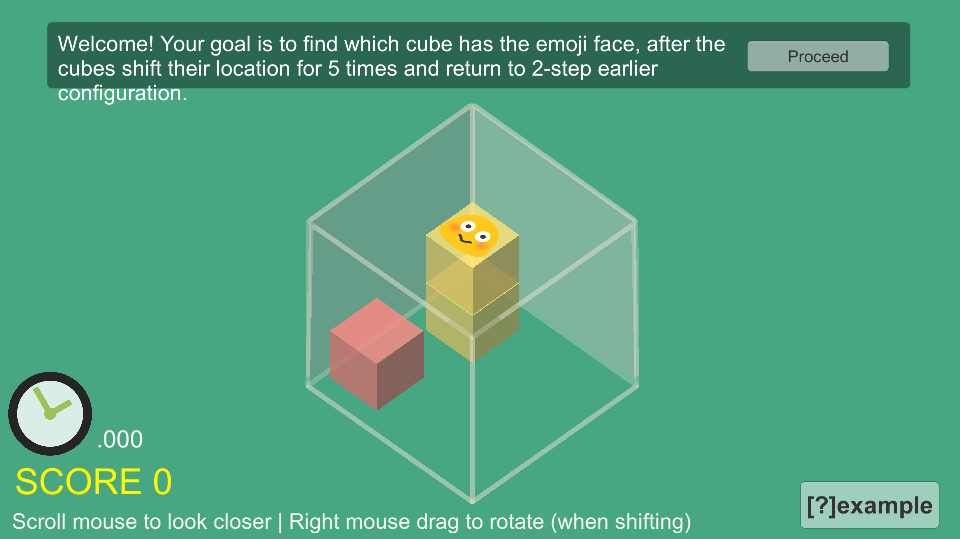 Welcome! Your goal is to find which cube has the emoji face, after the
cubes shift their location for 5 times and return to 2-step earlier
configuration.
Proceed
.000
SCORE 0
Scroll mouse to look closer | Right mouse drag to rotate (when shifting)
[?]example